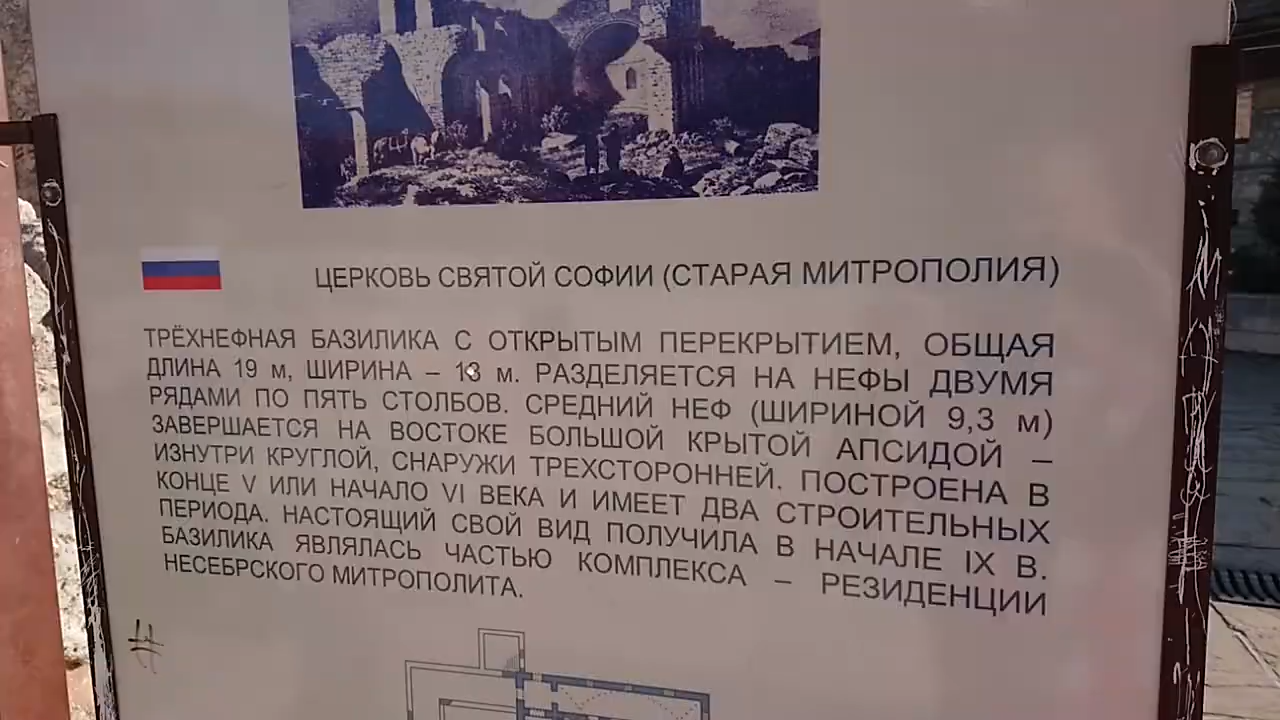 ЦЕРКОВЬ СВЯТОЙ СОФИИ (СТАРАЯ МИТРОПОЛИЯ)
ТРЁХНЕФНАЯ БАЗИЛИКА С ОТКРЫТЫМ ПЕРЕКРЫТИЕМ, ОБЩАЯ
ДЛИНА 19 м, ШИРИНА – 13 м. РАЗДЕЛЯЕТСЯ НА НЕФЫ ДВУМЯ
РЯДАМИ ПО ПЯТЬ СТОЛБОВ. СРЕДНИЙ НЕФ (ШИРИНОЙ 9,3 м)
ЗАВЕРШАЕТСЯ НА ВОСТОКЕ БОЛЬШОЙ КРЫТОЙ АПСИДОЙ –
ИЗНУТРИ КРУГЛОЙ, СНАРУЖИ ТРЕХСТОРОННЕЙ. ПОСТРОЕНА В
КОНЦЕ V ИЛИ НАЧАЛО VI ВЕКА И ИМЕЕТ ДВА СТРОИТЕЛЬНЫХ
ПЕРИОДА. НАСТОЯЩИЙ СВОЙ ВИД ПОЛУЧИЛА В НАЧАЛЕ IX В.
БАЗИЛИКА ЯВЛЯЛАСЬ ЧАСТЬЮ КОМПЛЕКСА – РЕЗИДЕНЦИИ
НЕСЕБРСКОГО МИТРОПОЛИТА.